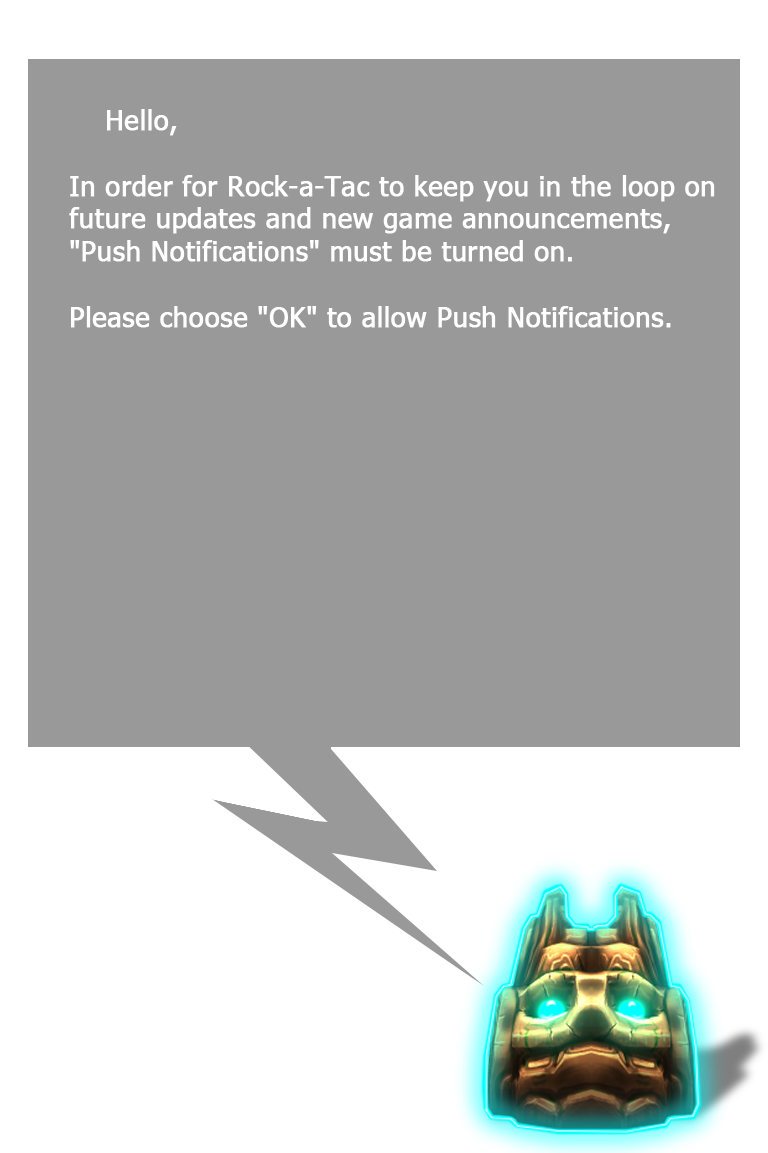 Hello,
In order for Rock-a-Tac to keep you in the loop on
future updates and new game announcements,
"Push Notifications" must be turned on.
Please choose "OK" to allow Push Notifications.